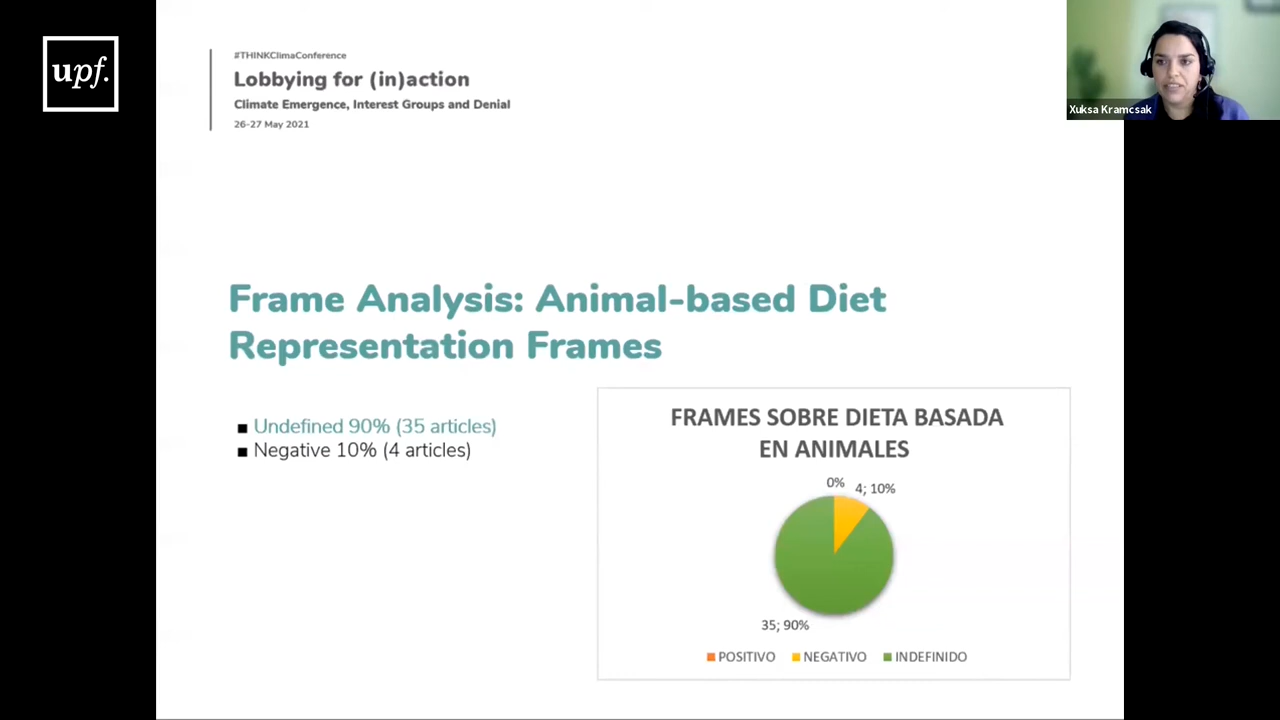 upf.
#THINKClimaConference
Lobbying for (in)action
Climate Emergence, Interest Groups and Denial
26-27 May 2021
Xuksa Kramcsak
Frame Analysis: Animal-based Diet
Representation Frames
■ Undefined 90% (35 articles)
■ Negative 10% (4 articles)
FRAMES SOBRE DIETA BASADA
EN ANIMALES
0%
4; 10%
35; 90%
POSITIVO NEGATIVO INDEFINIDO